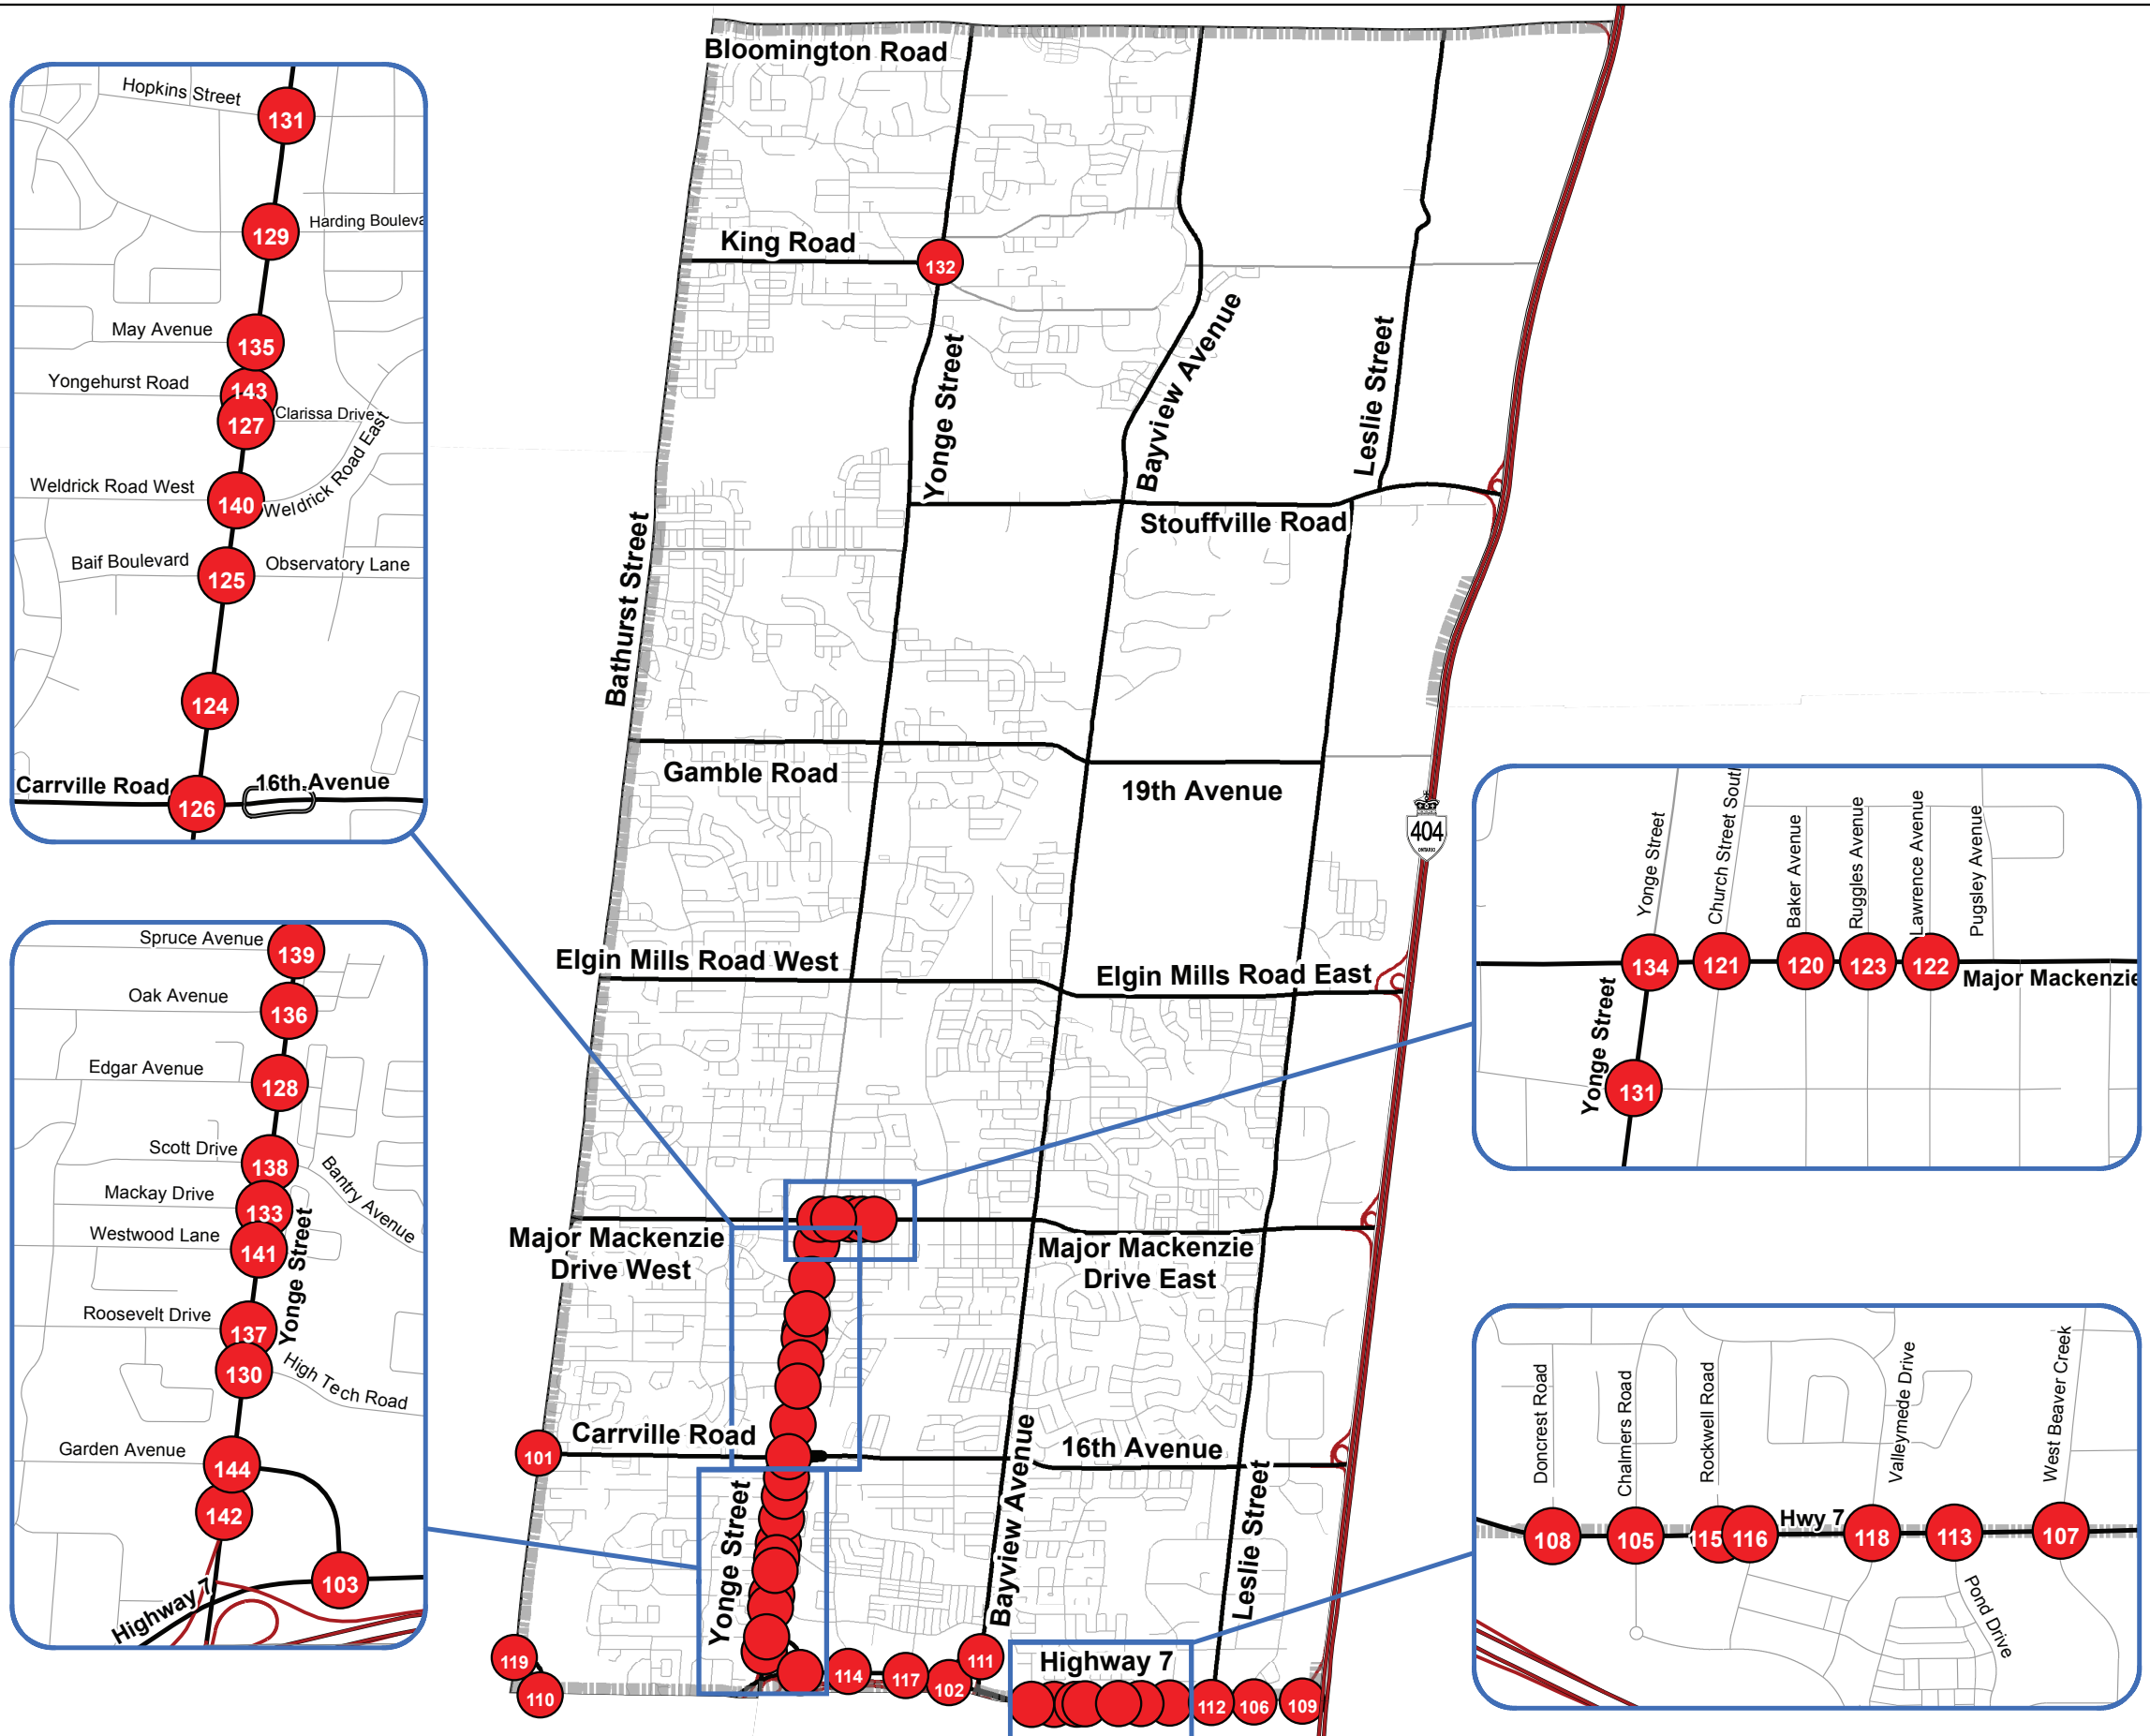 Bloomington Road
King Road
132
Yonge Street
Bayview Avenue
Leslie Street
Stouffville Road
Bathurst Street
Gamble Road
19th Avenue
404
ONTARIO
Elgin Mills Road West
Elgin Mills Road East
Major Mackenzie
Drive West
Major Mackenzie
Drive East
101
Carrville Road
16th Avenue
Yonge Street
Bayview Avenue
Leslie Street
Highway 7
119
110
114
117
102
111
112
106
109
Hopkins Street
131
129
Harding Bouleva
May Avenue
135
Yongehurst Road
143
127
Clarissa Drive
Weldrick Road West
140
Weldrick Road East
Baif Boulevard
125
Observatory Lane
124
Carrville Road
126
16th Avenue
Spruce Avenue
139
Oak Avenue
136
Edgar Avenue
128
Scott Drive
138
Bantry Avenue
Mackay Drive
133
Westwood Lane
141
Yonge Street
Roosevelt Drive
137
130
High Tech Road
Garden Avenue
144
142
103
Highway 7
Yonge Street
Church Street South
Baker Avenue
Ruggles Avenue
Lawrence Avenue
Pugsley Avenue
134
121
120
123
122
Major Mackenzie
Yonge Street
131
Doncrest Road
Chalmers Road
Rockwell Road
Valleymede Drive
West Beaver Creek
108
105
115
116
Hwy 7
118
113
107
Pond Drive